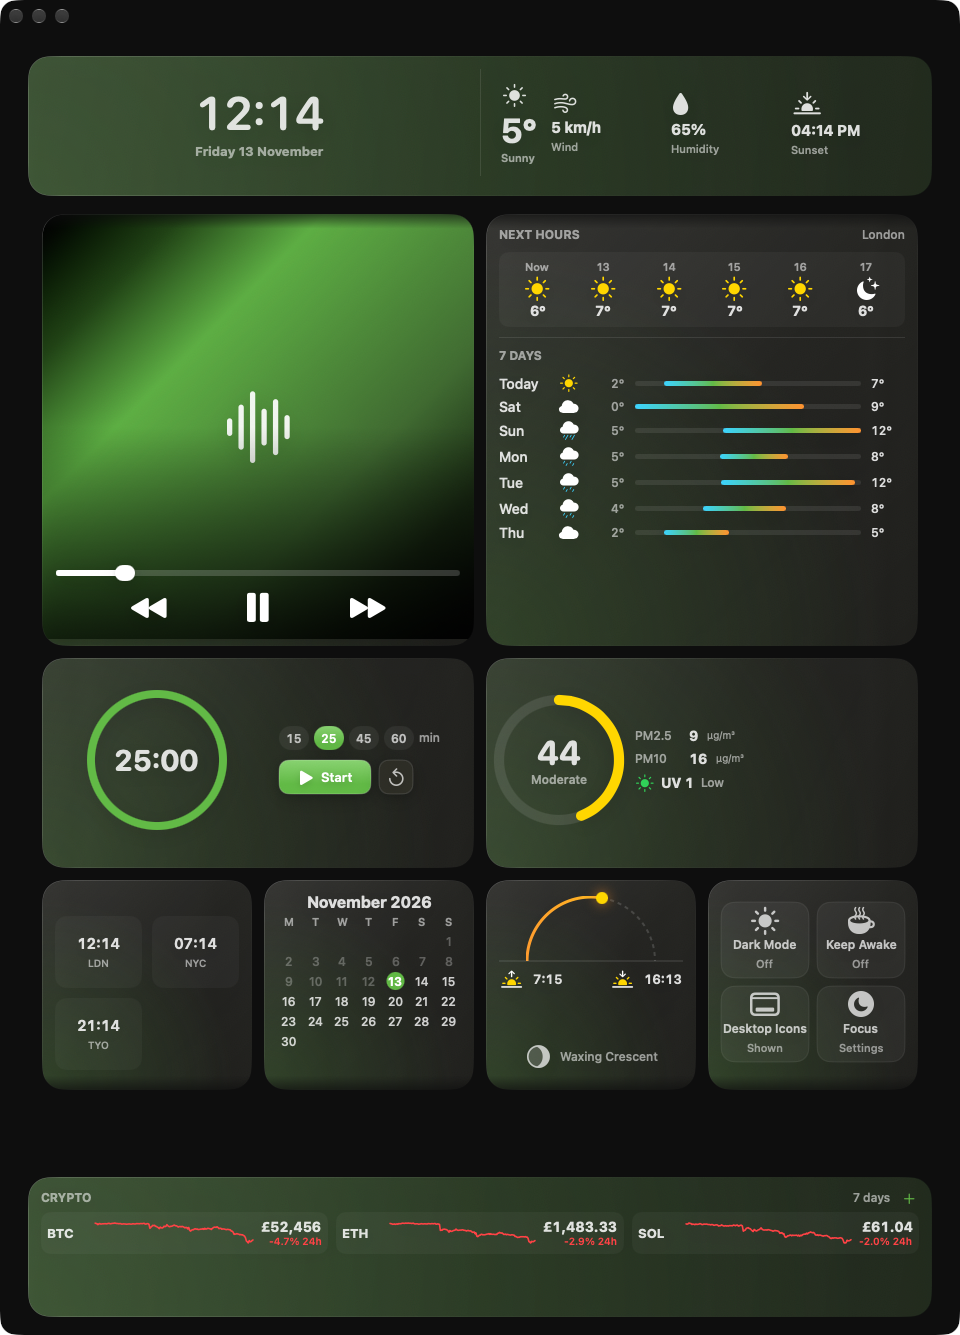 12:14
Friday 13 November
5°
Sunny
5 km/h
Wind
65%
Humidity
04:14 PM
Sunset
NEXT HOURS London
Now 13 14 15 16 17
6° 7° 7° 7° 7° 6°
7 DAYS
Today 2° 7°
Sat 0° 9°
Sun 5° 12°
Mon 5° 8°
Tue 5° 12°
Wed 4° 8°
Thu 2° 5°
25:00
15 25 45 60 min
Start
44
Moderate
PM2.5 9 µg/m³
PM10 16 µg/m³
UV 1 Low
12:14
LDN
07:14
NYC
21:14
TYO
November 2026
M T W T F S S
1
2 3 4 5 6 7 8
9 10 11 12 13 14 15
16 17 18 19 20 21 22
23 24 25 26 27 28 29
30
7:15 16:13
Waxing Crescent
Dark Mode
Off
Keep Awake
Off
Desktop Icons
Shown
Focus
Settings
CRYPTO 7 days +
BTC £52,456
-4.7% 24h
ETH £1,483.33
-2.9% 24h
SOL £61.04
-2.0% 24h